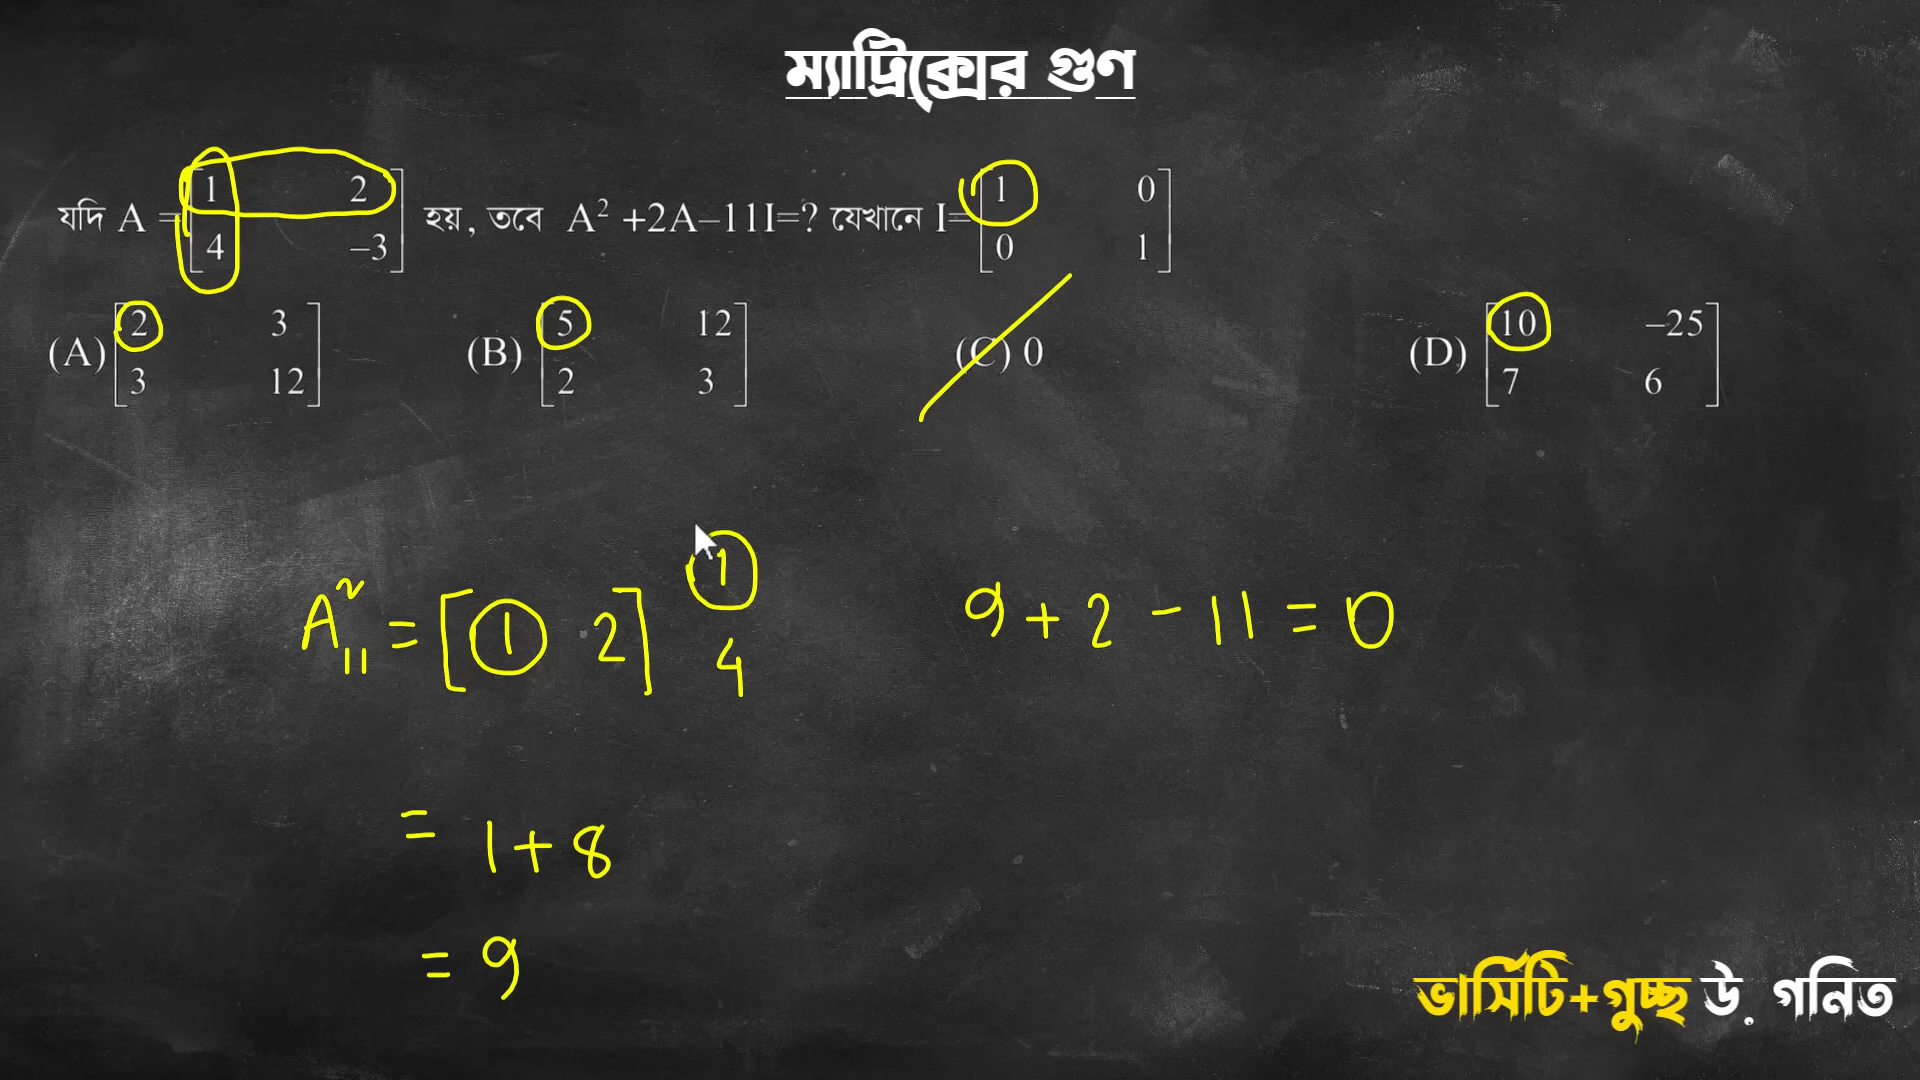 ম্যাট্রিক্সের গুণ
যদি A = [1 2 4 –3] হয়, তবে A² +2A–11I=? যেখানে I= [1 0 0 1]
(A) [2 3 3 12] (B) [5 12 2 3] (C) 0 (D) [10 –25 7 6]
A²₁₁ = [1 2] 1 4
9 + 2 - 11 = 0
= 1 + 8
= 9
ভার্সিটি+গুচ্ছ উ. গনিত